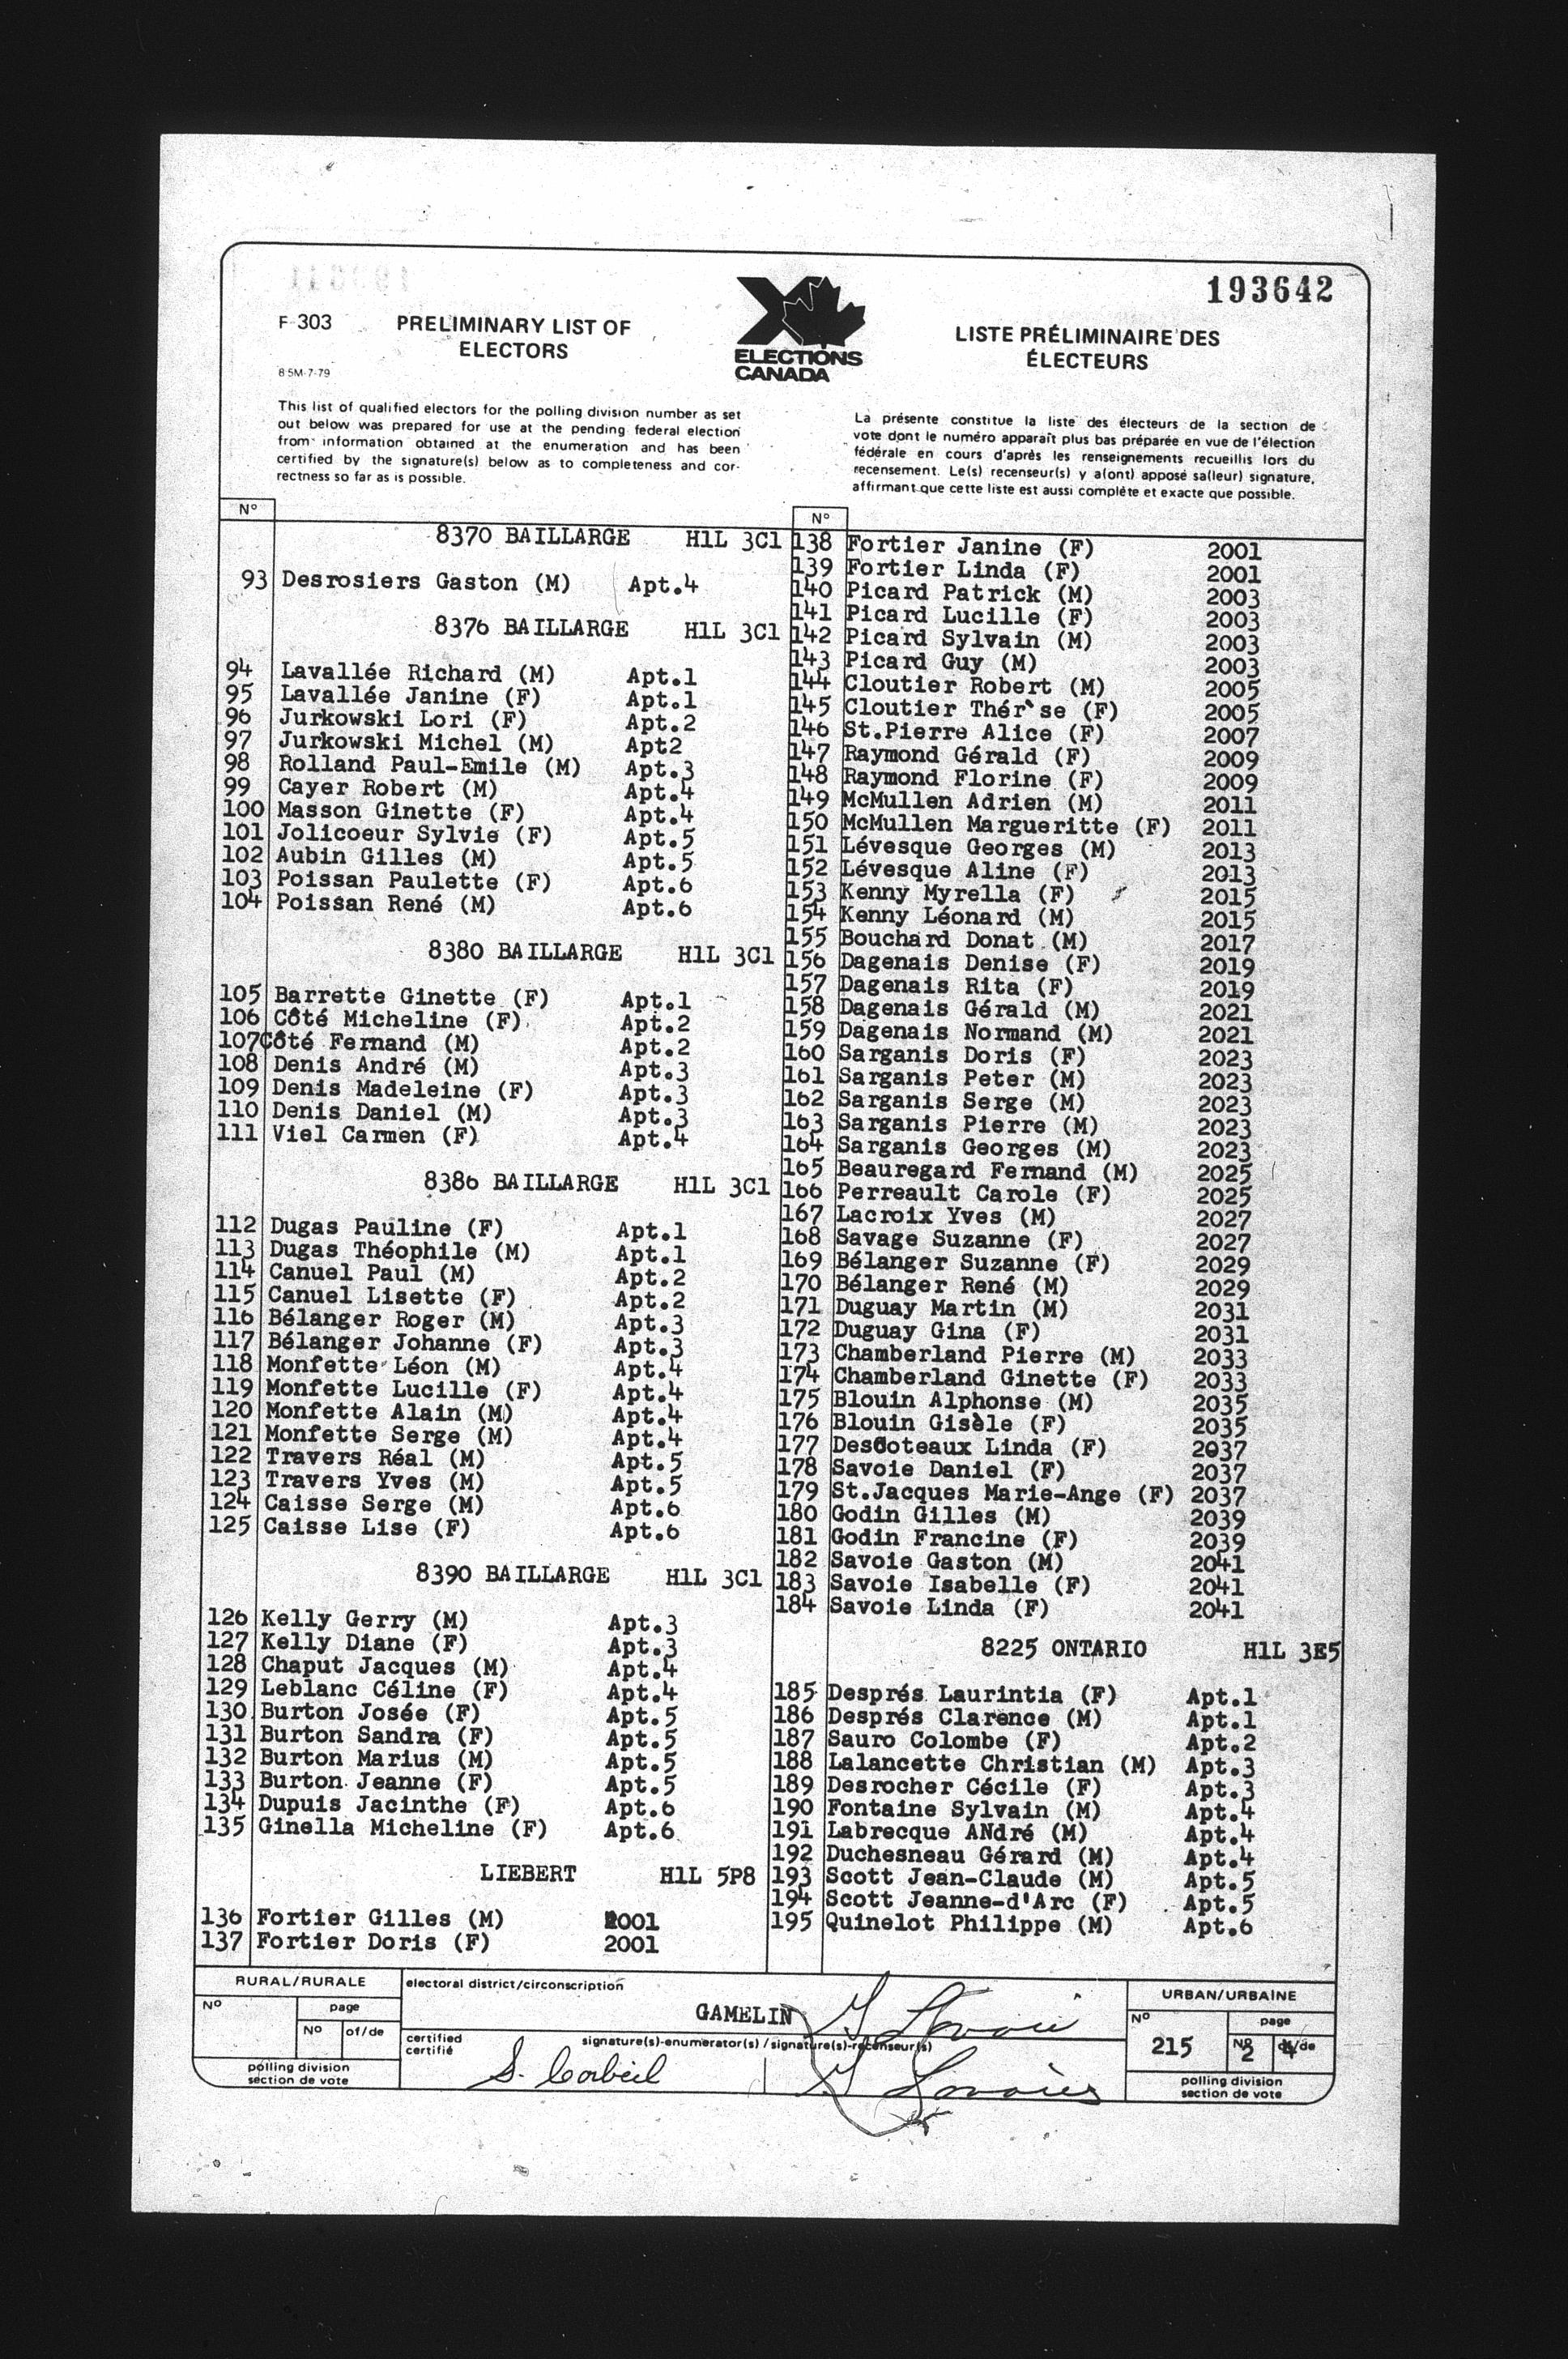 193642
F-303
PRELIMINARY LIST OF
ELECTORS
8 5M-7-79
ELECTIONS
CANADA
LISTE PRÉLIMINAIRE DES
ÉLECTEURS
This list of qualified electors for the polling division number as set
out below was prepared for use at the pending federal election
from information obtained at the enumeration and has been
certified by the signature(s) below as to completeness and cor-
rectness so far as is possible.
La présente constitue la liste des électeurs de la section de
vote dont le numéro apparaît plus bas préparée en vue de l'élection
fédérale en cours d'après les renseignements recueillis lors du
recensement. Le(s) recenseur(s) y a(ont) apposé sa(leur) signature,
affirmant que cette liste est aussi complète et exacte que possible.
N°
8370 BAILLARGE H1L 3C1
93 Desrosiers Gaston (M) Apt.4
8376 BAILLARGE H1L 3C1
94 Lavallée Richard (M) Apt.1
95 Lavallée Janine (F) Apt.1
96 Jurkowski Lori (F) Apt.2
97 Jurkowski Michel (M) Apt2
98 Rolland Paul-Emile (M) Apt.3
99 Cayer Robert (M) Apt.4
100 Masson Ginette (F) Apt.4
101 Jolicoeur Sylvie (F) Apt.5
102 Aubin Gilles (M) Apt.5
103 Poissan Paulette (F) Apt.6
104 Poissan René (M) Apt.6
8380 BAILLARGE H1L 3C1
105 Barrette Ginette (F) Apt.1
106 Côté Micheline (F) Apt.2
107 Côté Fernand (M) Apt.2
108 Denis André (M) Apt.3
109 Denis Madeleine (F) Apt.3
110 Denis Daniel (M) Apt.3
111 Viel Carmen (F) Apt.4
8386 BAILLARGE H1L 3C1
112 Dugas Pauline (F) Apt.1
113 Dugas Théophile (M) Apt.1
114 Canuel Paul (M) Apt.2
115 Canuel Lisette (F) Apt.2
116 Bélanger Roger (M) Apt.3
117 Bélanger Johanne (F) Apt.3
118 Monfette Léon (M) Apt.4
119 Monfette Lucille (F) Apt.4
120 Monfette Alain (M) Apt.4
121 Monfette Serge (M) Apt.4
122 Travers Réal (M) Apt.5
123 Travers Yves (M) Apt.5
124 Caisse Serge (M) Apt.6
125 Caisse Lise (F) Apt.6
8390 BAILLARGE H1L 3C1
126 Kelly Gerry (M) Apt.3
127 Kelly Diane (F) Apt.3
128 Chaput Jacques (M) Apt.4
129 Leblanc Céline (F) Apt.4
130 Burton Josée (F) Apt.5
131 Burton Sandra (F) Apt.5
132 Burton Marius (M) Apt.5
133 Burton Jeanne (F) Apt.5
134 Dupuis Jacinthe (F) Apt.6
135 Ginella Micheline (F) Apt.6
LIEBERT H1L 5P8
136 Fortier Gilles (M) 2001
137 Fortier Doris (F) 2001
N°
138 Fortier Janine (F) 2001
139 Fortier Linda (F) 2001
140 Picard Patrick (M) 2003
141 Picard Lucille (F) 2003
142 Picard Sylvain (M) 2003
143 Picard Guy (M) 2003
144 Cloutier Robert (M) 2005
145 Cloutier Thér`se (F) 2005
146 St.Pierre Alice (F) 2007
147 Raymond Gérald (F) 2009
148 Raymond Florine (F) 2009
149 McMullen Adrien (M) 2011
150 McMullen Margueritte (F) 2011
151 Lévesque Georges (M) 2013
152 Lévesque Aline (F) 2013
153 Kenny Myrella (F) 2015
154 Kenny Léonard (M) 2015
155 Bouchard Donat (M) 2017
156 Dagenais Denise (F) 2019
157 Dagenais Rita (F) 2019
158 Dagenais Gérald (M) 2021
159 Dagenais Normand (M) 2021
160 Sarganis Doris (F) 2023
161 Sarganis Peter (M) 2023
162 Sarganis Serge (M) 2023
163 Sarganis Pierre (M) 2023
164 Sarganis Georges (M) 2023
165 Beauregard Fernand (M) 2025
166 Perreault Carole (F) 2025
167 Lacroix Yves (M) 2027
168 Savage Suzanne (F) 2027
169 Bélanger Suzanne (F) 2029
170 Bélanger René (M) 2029
171 Duguay Martin (M) 2031
172 Duguay Gina (F) 2031
173 Chamberland Pierre (M) 2033
174 Chamberland Ginette (F) 2033
175 Blouin Alphonse (M) 2035
176 Blouin Gisèle (F) 2035
177 DesCoteaux Linda (F) 2037
178 Savoie Daniel (F) 2037
179 St.Jacques Marie-Ange (F) 2037
180 Godin Gilles (M) 2039
181 Godin Francine (F) 2039
182 Savoie Gaston (M) 2041
183 Savoie Isabelle (F) 2041
184 Savoie Linda (F) 2041
8225 ONTARIO H1L 3E5
185 Després Laurintia (F) Apt.1
186 Després Clarence (M) Apt.1
187 Sauro Colombe (F) Apt.2
188 Lalancette Christian (M) Apt.3
189 Desrocher Cécile (F) Apt.3
190 Fontaine Sylvain (M) Apt.4
191 Labrecque ANdré (M) Apt.4
192 Duchesneau Gérard (M) Apt.4
193 Scott Jean-Claude (M) Apt.5
194 Scott Jeanne-d'Arc (F) Apt.5
195 Quinelot Philippe (M) Apt.6
RURAL/RURALE
N° page
N° of/de
polling division
section de vote
electoral district/circonscription
GAMELIN
certified
certifié
signature(s)-enumerator(s) / signature(s)-recenseur(s)
S. Corbeil
URBAN/URBAINE
N° page
215 N° 2 of/de 4
polling division
section de vote